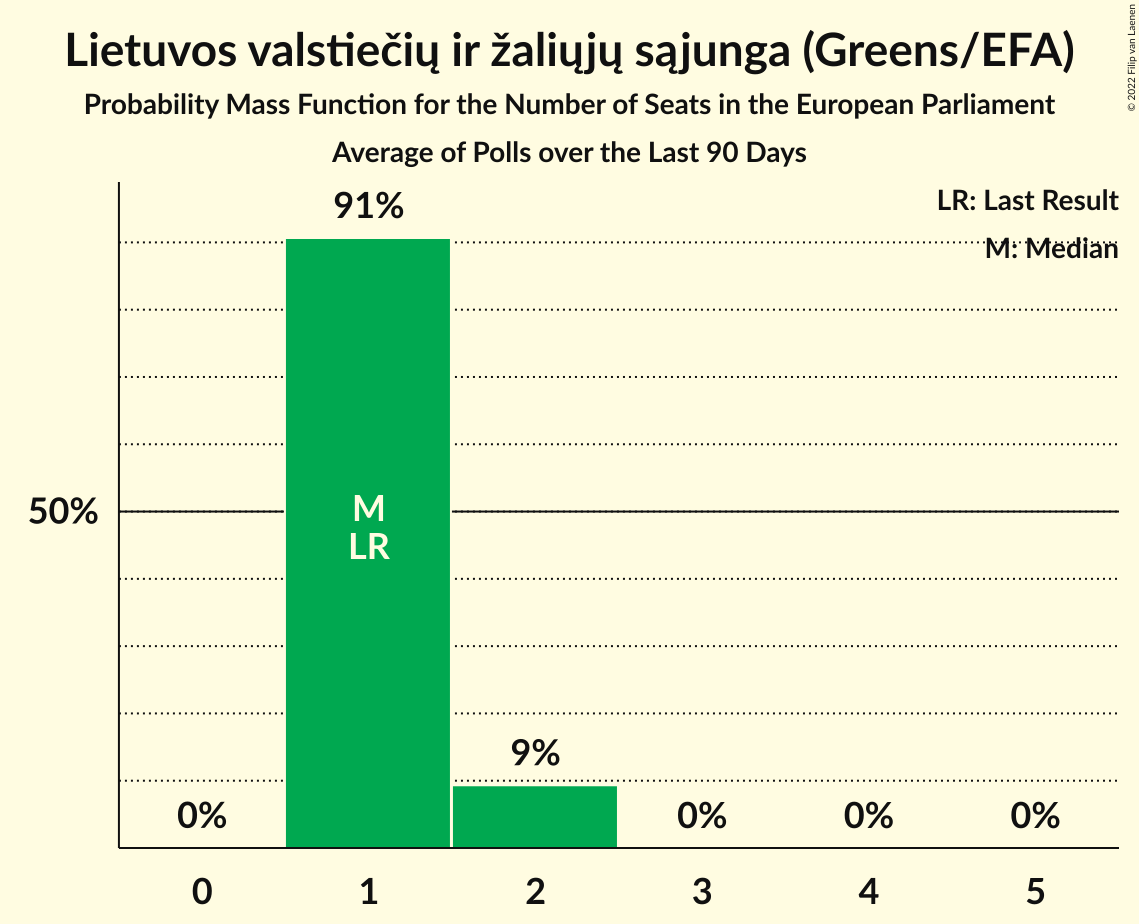 Lietuvos valstiečių ir žaliųjų sąjunga (Greens/EFA)
Probability Mass Function for the Number of Seats in the European Parliament
Average of Polls over the Last 90 Days
© 2022 Filip van Laenen
LR: Last Result
M: Median
91%
50%
M
LR
9%
0%
0%
0%
0%
0
1
2
3
4
5